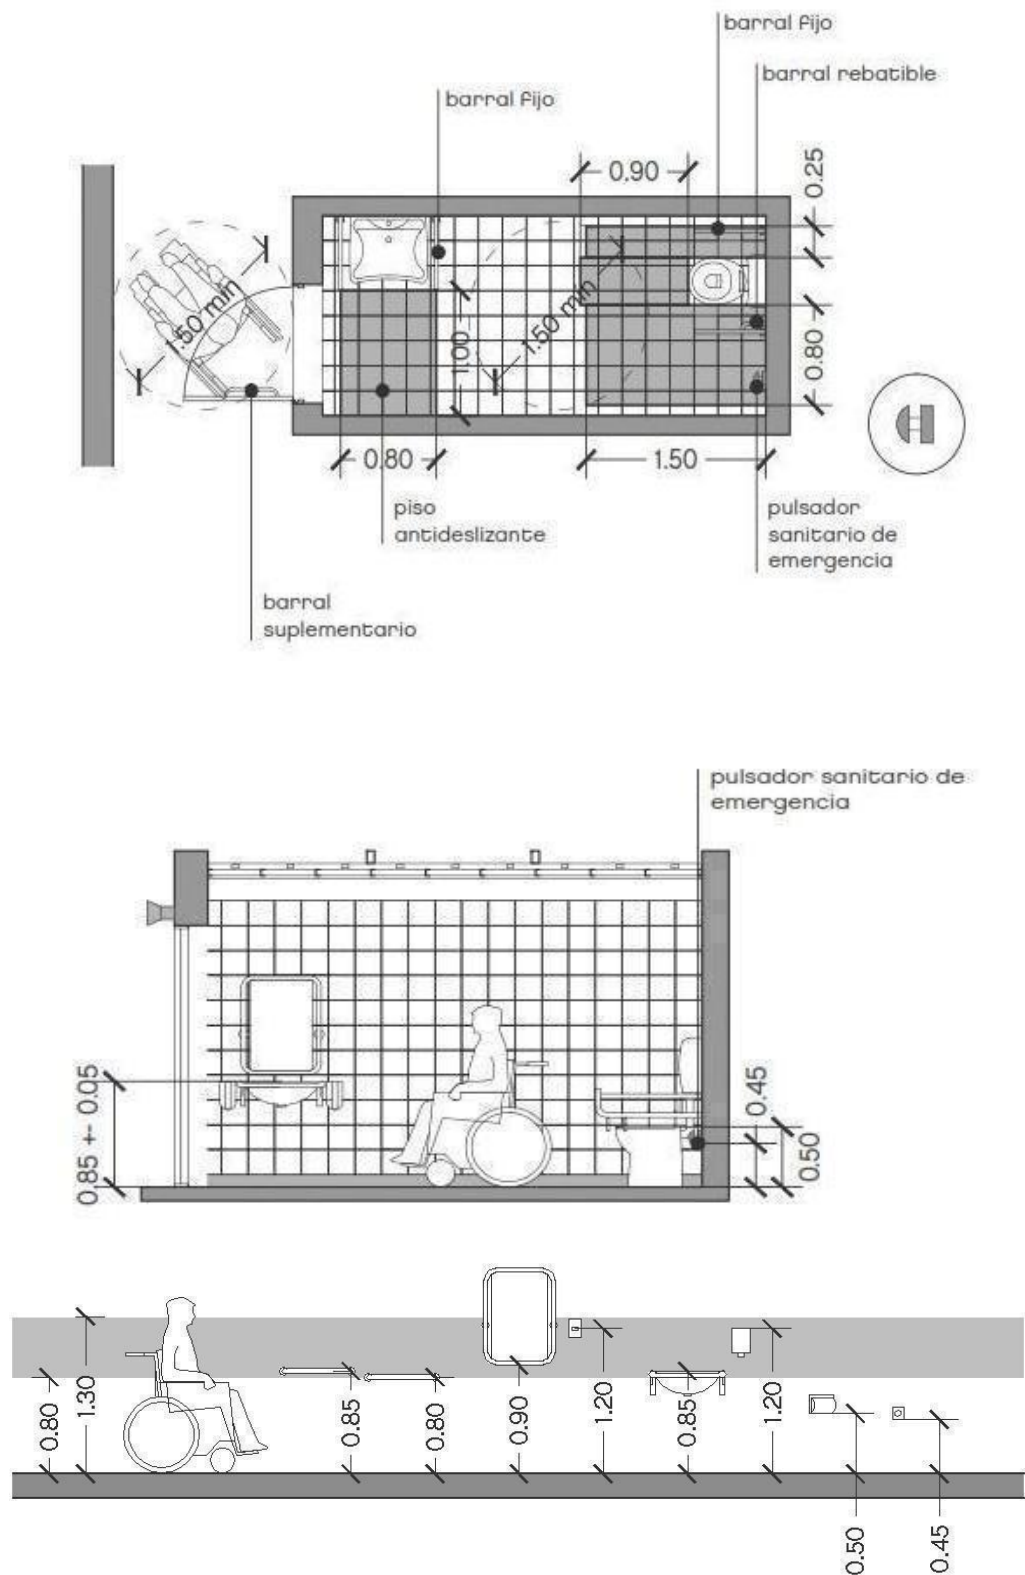 barral fijo
barral rebatible
barral fijo
0.90
0.25
1.50 min
1.50 min
1.00
0.80
0.80
1.50
piso
antideslizante
pulsador
sanitario de
emergencia
barral
suplementario
pulsador sanitario de
emergencia
0.85 +- 0.05
0.45
0.50
0.80
1.30
0.85
0.80
0.90
1.20
0.85
1.20
0.50
0.45